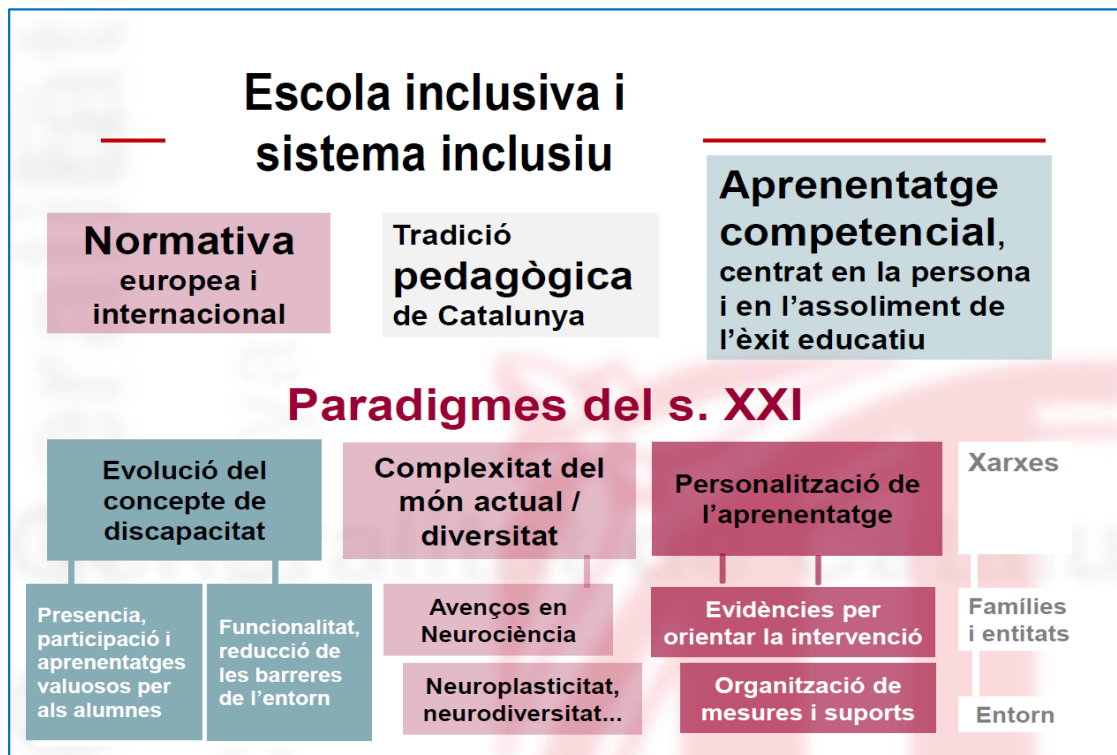 Escola inclusiva i
sistema inclusiu
Normativa
europea i
internacional
Tradició
pedagògica
de Catalunya
Aprenentatge
competencial,
centrat en la persona
i en l’assoliment de
l’èxit educatiu
Paradigmes del s. XXI
Evolució del
concepte de
discapacitat
Complexitat del
món actual /
diversitat
Personalització de
l’aprenentatge
Xarxes
Presencia,
participació i
aprenentatges
valuosos per
als alumnes
Funcionalitat,
reducció de
les barreres
de l’entorn
Avenços en
Neurociència
Neuroplasticitat,
neurodiversitat...
Evidències per
orientar la intervenció
Organització de
mesures i suports
Famílies
i entitats
Entorn